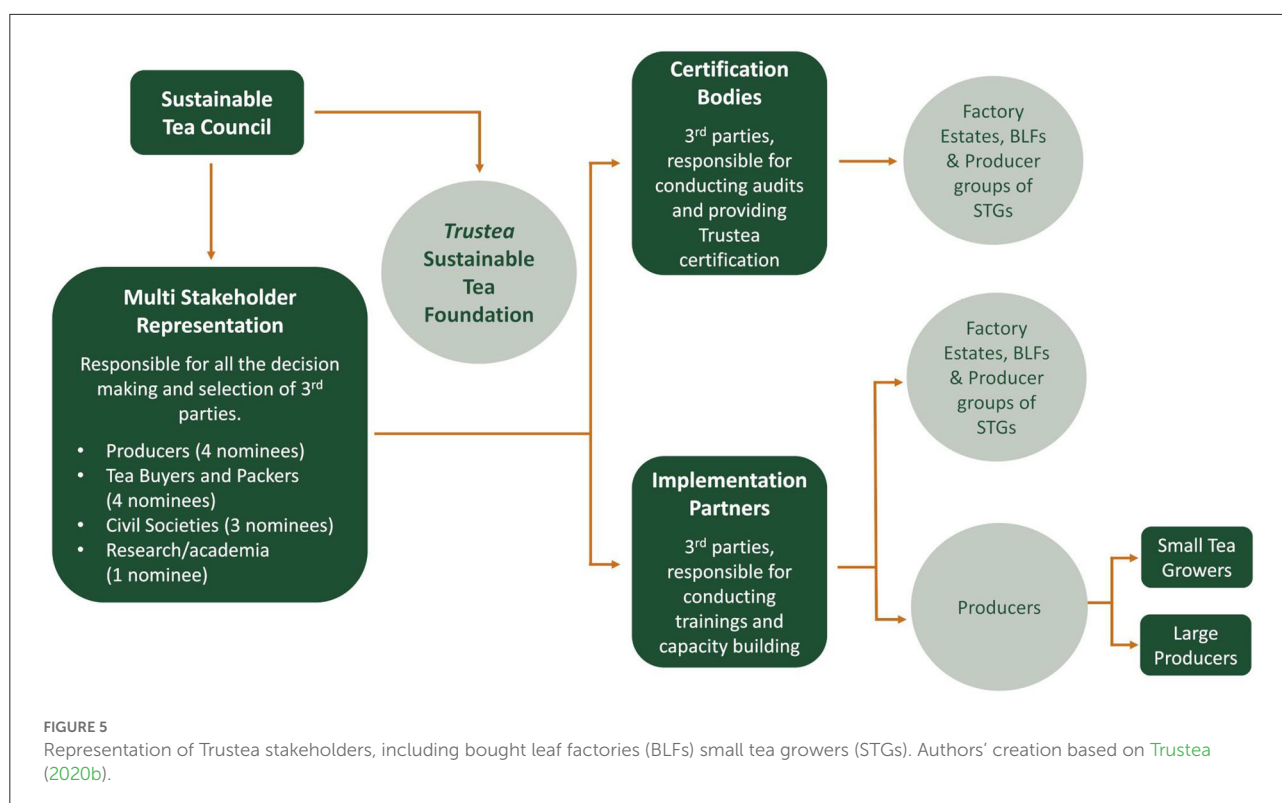 Sustainable
Tea Council
Multi Stakeholder
Representation
Responsible for all the decision
making and selection of 3rd
parties.
• Producers (4 nominees)
• Tea Buyers and Packers
(4 nominees)
• Civil Societies (3 nominees)
• Research/academia
(1 nominee)
Trustea
Sustainable
Tea
Foundation
Certification
Bodies
3rd parties,
responsible for
conducting audits
and providing
Trustea
certification
Factory
Estates, BLFs
& Producer
groups of
STGs
Implementation
Partners
3rd parties,
responsible for
conducting
trainings and
capacity building
Factory
Estates, BLFs
& Producer
groups of
STGs
Producers
Small Tea
Growers
Large
Producers
FIGURE 5
Representation of Trustea stakeholders, including bought leaf factories (BLFs) small tea growers (STGs). Authors' creation based on Trustea
(2020b).